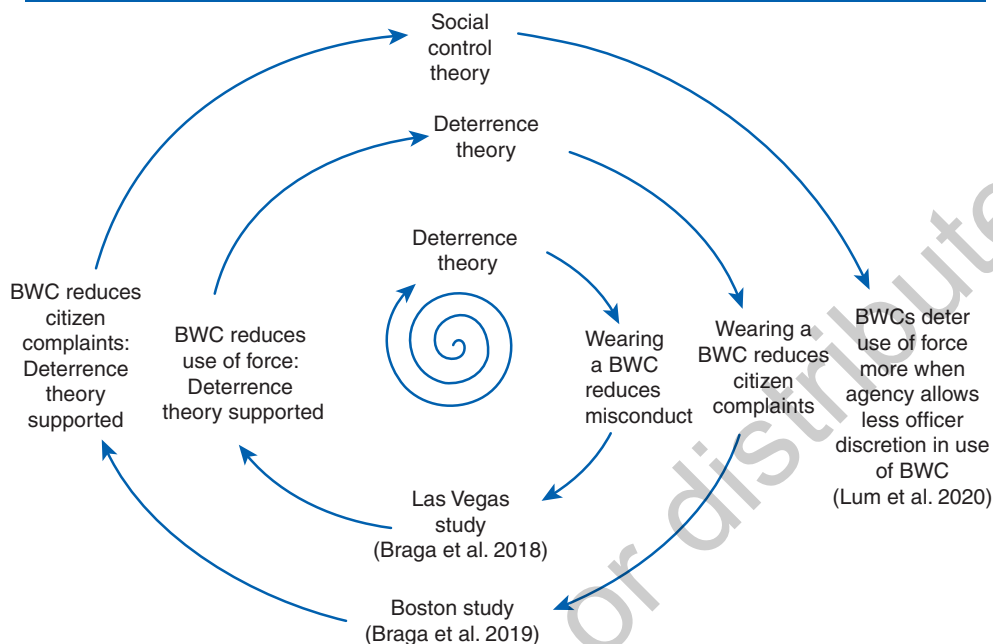 Social
control
theory
Deterrence
theory
Deterrence
theory
BWC reduces
citizen
complaints:
Deterrence
theory
supported
BWC reduces
use of force:
Deterrence
theory supported
Wearing
a BWC
reduces
misconduct
Wearing a
BWC reduces
citizen
complaints
BWCs deter
use of force
more when
agency allows
less officer
discretion in use
of BWC
(Lum et al. 2020)
Las Vegas
study
(Braga et al. 2018)
Boston study
(Braga et al. 2019)
or distribute